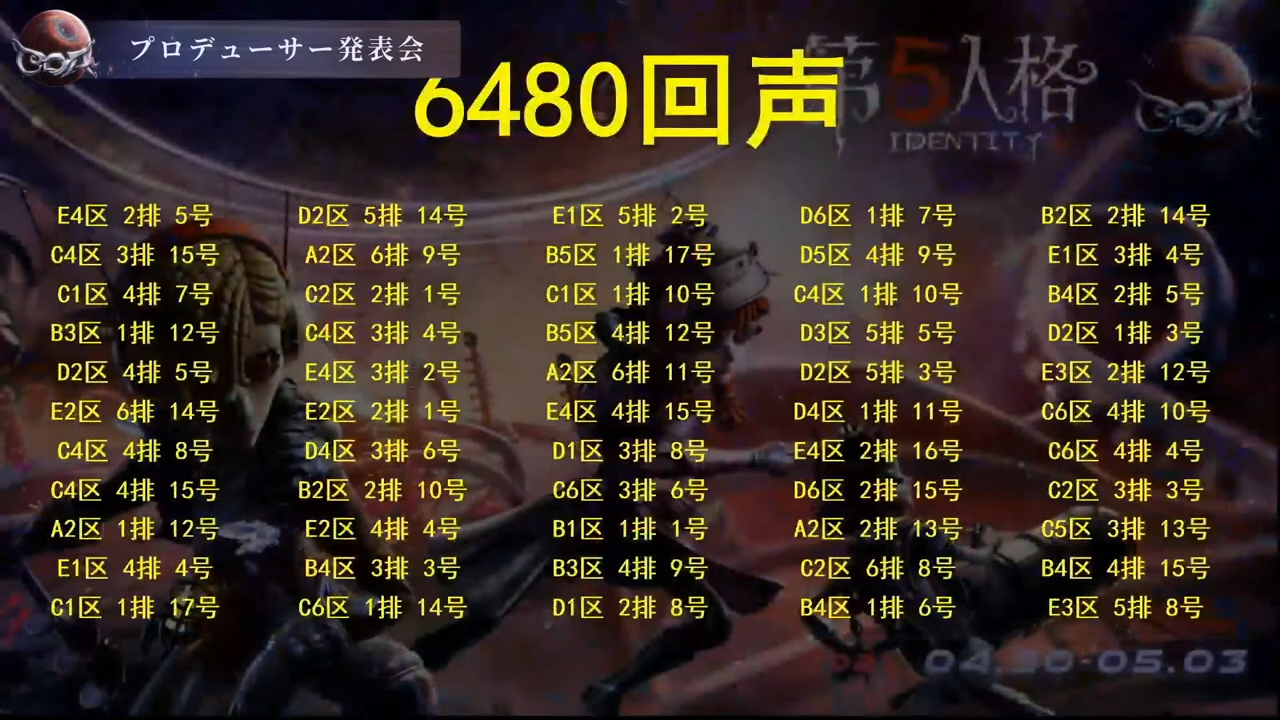 プロデューサー発表会
第5人格
IDENTITY
6480回声
E4区 2排 5号 D2区 5排 14号 E1区 5排 2号 D6区 1排 7号 B2区 2排 14号
C4区 3排 15号 A2区 6排 9号 B5区 1排 17号 D5区 4排 9号 E1区 3排 4号
C1区 4排 7号 C2区 2排 1号 C1区 1排 10号 C4区 1排 10号 B4区 2排 5号
B3区 1排 12号 C4区 3排 4号 B5区 4排 12号 D3区 5排 5号 D2区 1排 3号
D2区 4排 5号 E4区 3排 2号 A2区 6排 11号 D2区 5排 3号 E3区 2排 12号
E2区 6排 14号 E2区 2排 1号 E4区 4排 15号 D4区 1排 11号 C6区 4排 10号
C4区 4排 8号 D4区 3排 6号 D1区 3排 8号 E4区 2排 16号 C6区 4排 4号
C4区 4排 15号 B2区 2排 10号 C6区 3排 6号 D6区 2排 15号 C2区 3排 3号
A2区 1排 12号 E2区 4排 4号 B1区 1排 1号 A2区 2排 13号 C5区 3排 13号
E1区 4排 4号 B4区 3排 3号 B3区 4排 9号 C2区 6排 8号 B4区 4排 15号
C1区 1排 17号 C6区 1排 14号 D1区 2排 8号 B4区 1排 6号 E3区 5排 8号
04.30-05.03